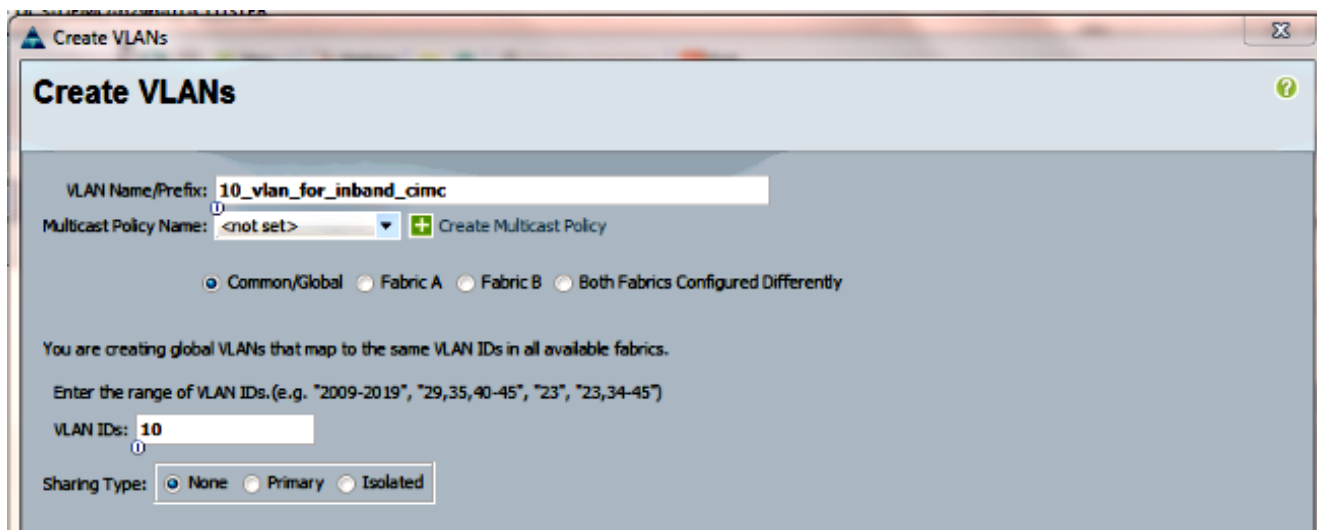 Create VLANs
Create VLANs
VLAN Name/Prefix: 10_vlan_for_inband_cimc
Multicast Policy Name: <not set> Create Multicast Policy
Common/Global Fabric A Fabric B Both Fabrics Configured Differently
You are creating global VLANs that map to the same VLAN IDs in all available fabrics.
Enter the range of VLAN IDs.(e.g. "2009-2019", "29,35,40-45", "23", "23,34-45")
VLAN IDs: 10
Sharing Type: None Primary Isolated